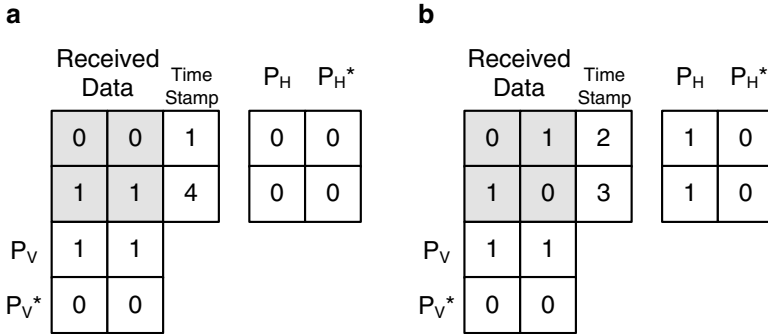 a b
Received Data Time Stamp P_H P_H* Received Data Time Stamp P_H P_H*
0 0 1 0 0 0 1 2 1 0
1 1 4 0 0 1 0 3 1 0
P_V 1 1 P_V 1 1
P_V* 0 0 P_V* 0 0